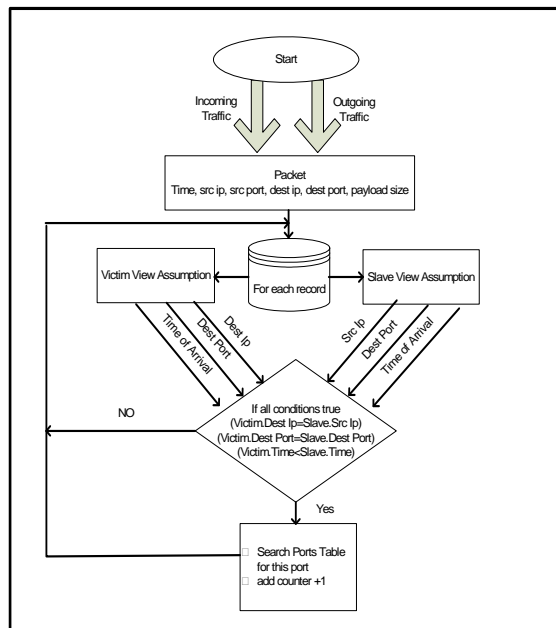 Start
Incoming
Traffic
Outgoing
Traffic
Packet
Time, src ip, src port, dest ip, dest port, payload size
Victim View Assumption
For each record
Slave View Assumption
Time of Arrival
Dest Port
Dest Ip
Src Ip
Dest Port
Time of Arrival
If all conditions true
(Victim.Dest Ip=Slave.Src Ip)
(Victim.Dest Port=Slave.Dest Port)
(Victim.Time<Slave.Time)
NO
Yes
Search Ports Table
for this port
add counter +1